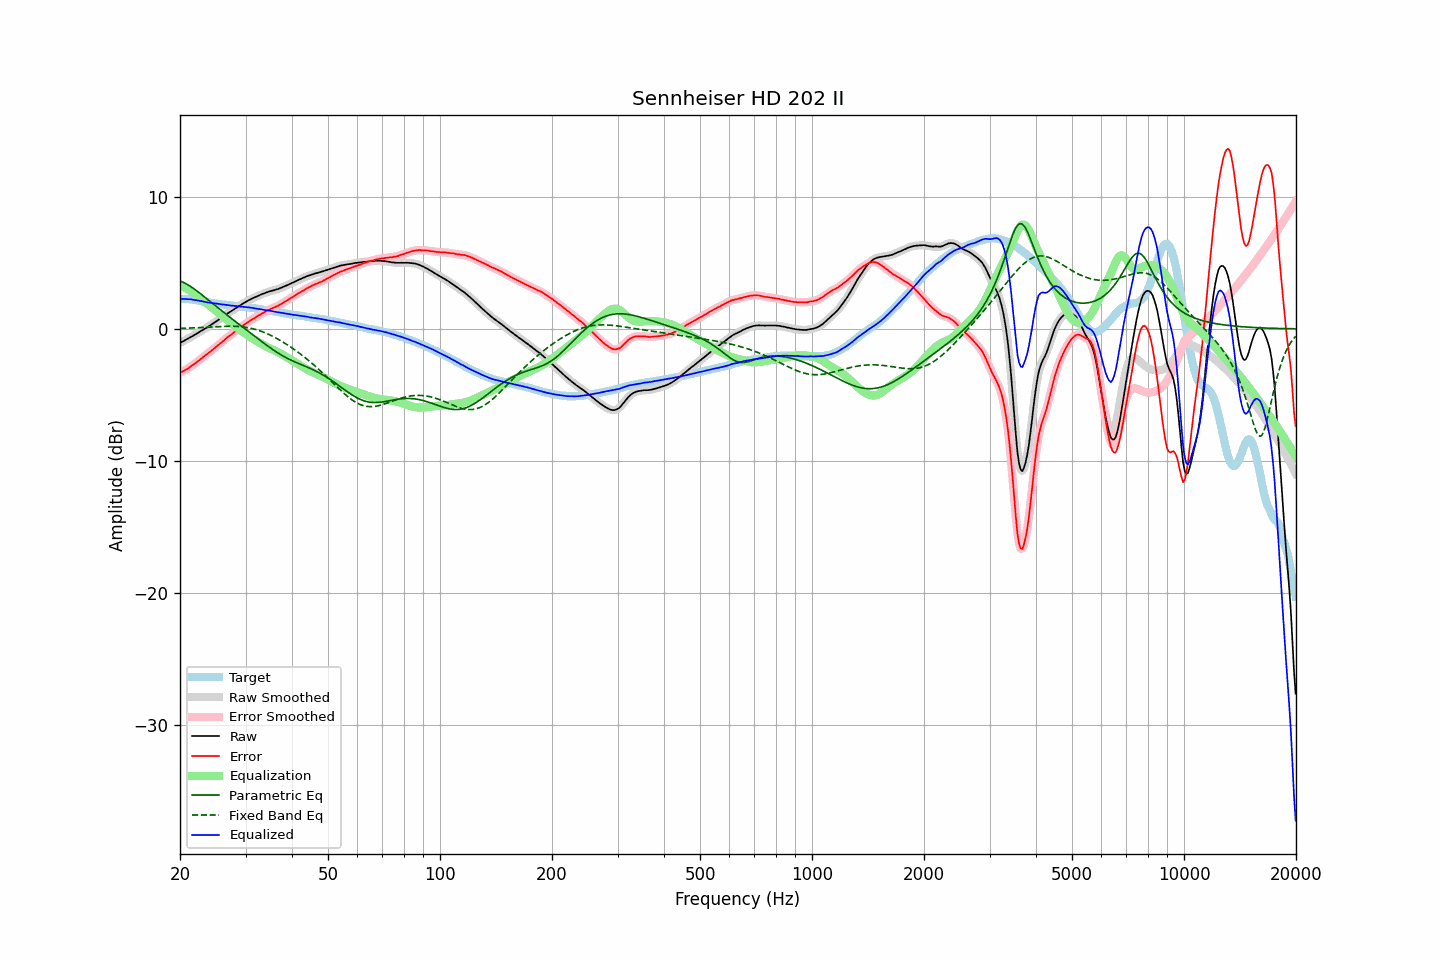 Sennheiser HD 202 II
Amplitude (dBr)
10
0
−10
−20
−30
Target
Raw Smoothed
Error Smoothed
Raw
Error
Equalization
Parametric Eq
Fixed Band Eq
Equalized
20 50 100 200 500 1000 2000 5000 10000 20000
Frequency (Hz)